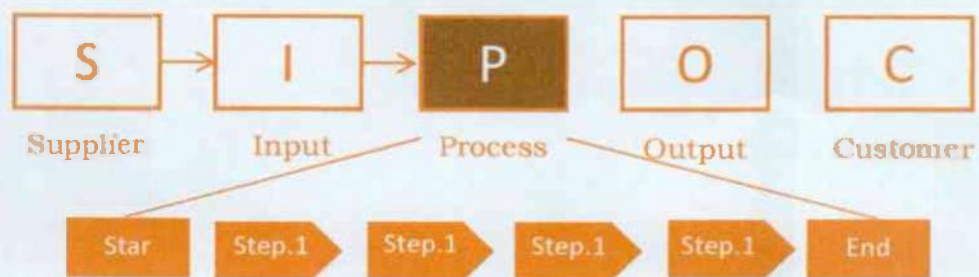 S I P O C
Supplier Input Process Output Customer
Star Step.1 Step.1 Step.1 Step.1 End